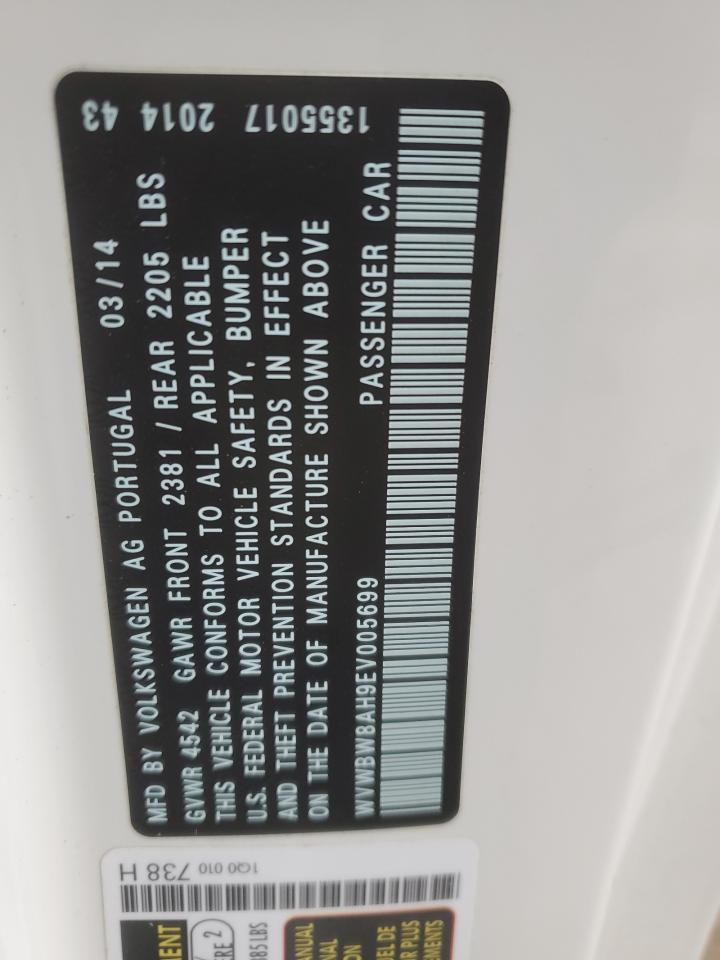 MFD BY VOLKSWAGEN AG PORTUGAL 03/14
GVWR 4542 GAWR FRONT 2381 / REAR 2205 LBS
THIS VEHICLE CONFORMS TO ALL APPLICABLE
U.S. FEDERAL MOTOR VEHICLE SAFETY, BUMPER
AND THEFT PREVENTION STANDARDS IN EFFECT
ON THE DATE OF MANUFACTURE SHOWN ABOVE
WVWBW8AH9EV005699 PASSENGER CAR
2014 43
1355017
1Q0 010 738 H